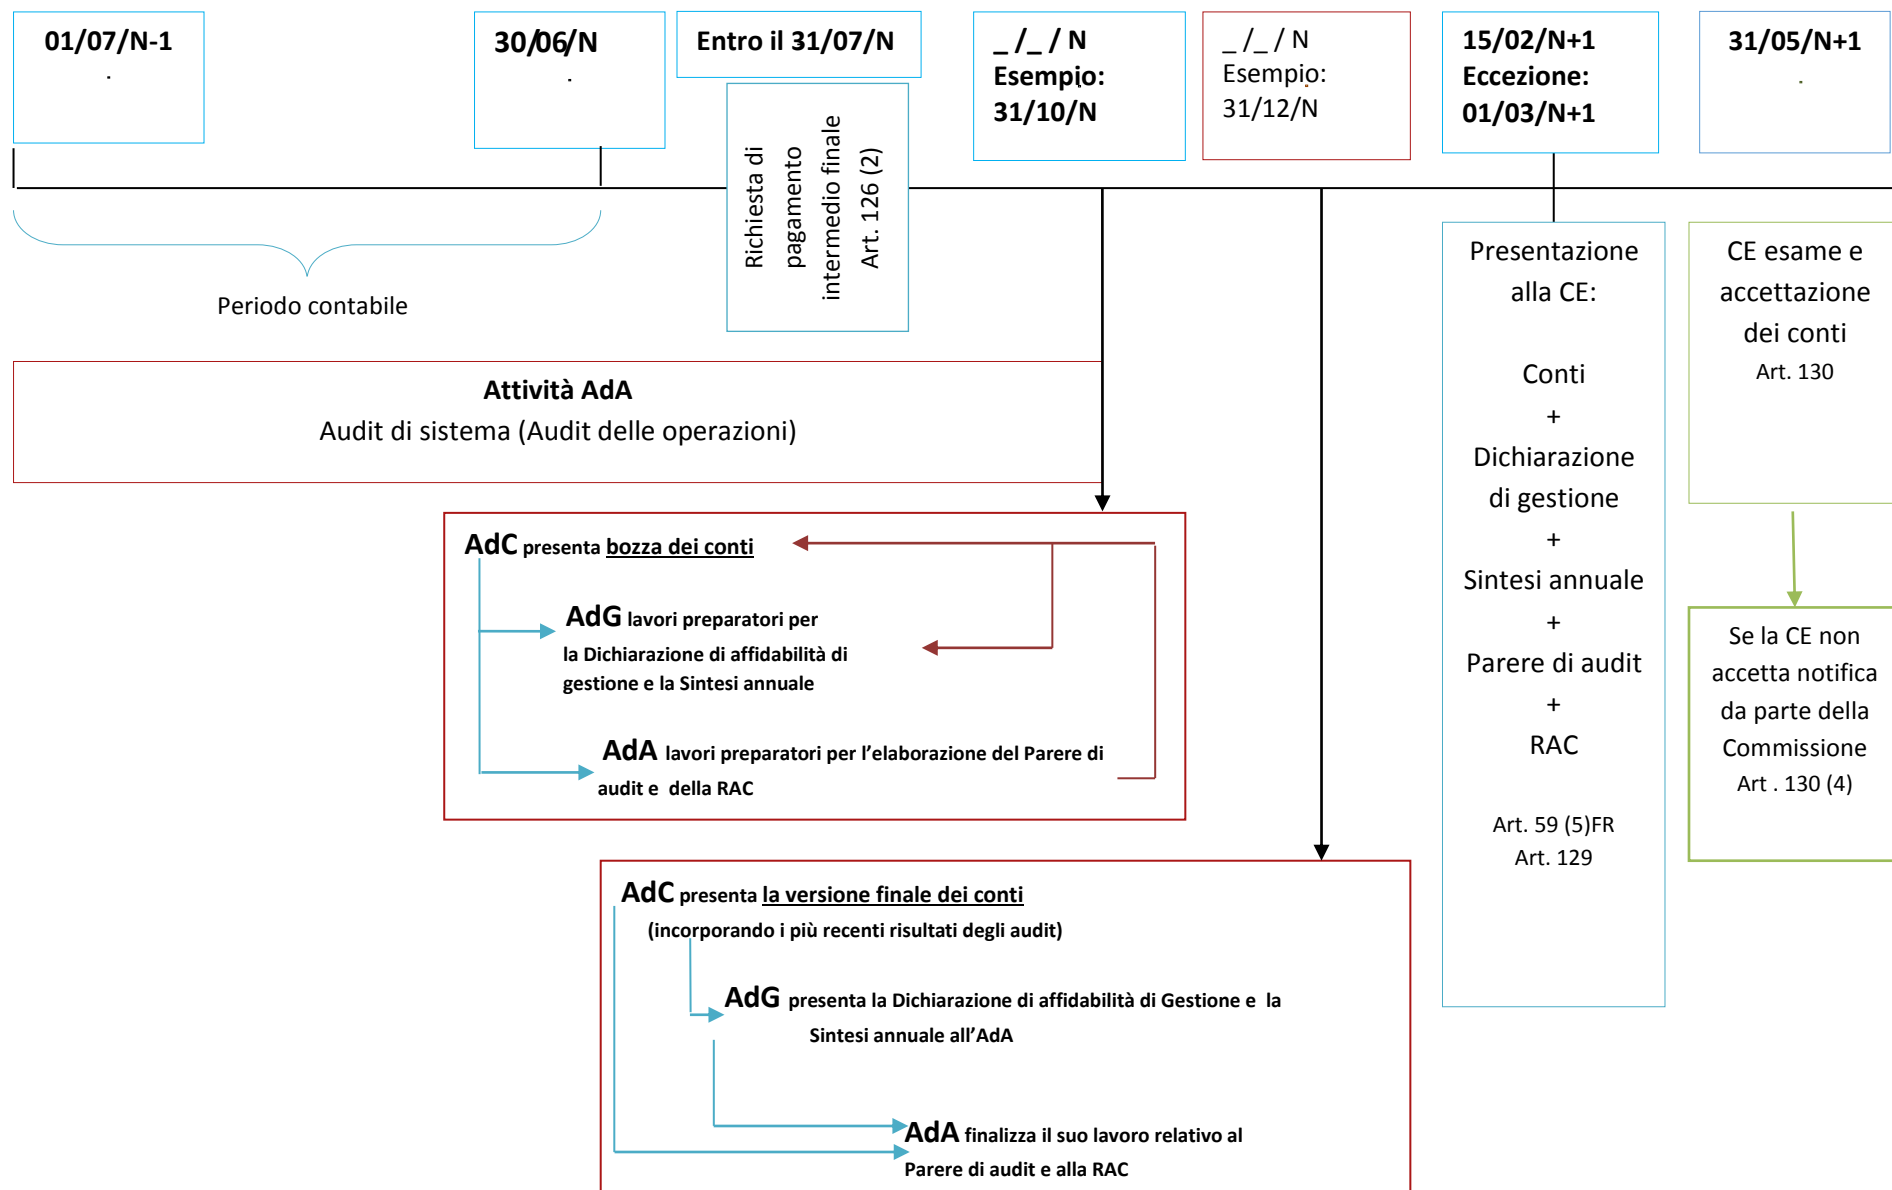 01/07/N-1
30/06/N
Entro il 31/07/N
_ /_ / N
Esempio:
31/10/N
_ /_ / N
Esempio:
31/12/N
15/02/N+1
Eccezione:
01/03/N+1
31/05/N+1
Richiesta di
pagamento
intermedio finale
Art. 126 (2)
Periodo contabile
Attività AdA
Audit di sistema (Audit delle operazioni)
AdC presenta bozza dei conti
AdG lavori preparatori per
la Dichiarazione di affidabilità di
gestione e la Sintesi annuale
AdA lavori preparatori per l’elaborazione del Parere di
audit e della RAC
AdC presenta la versione finale dei conti
(incorporando i più recenti risultati degli audit)
AdG presenta la Dichiarazione di affidabilità di Gestione e la
Sintesi annuale all’AdA
AdA finalizza il suo lavoro relativo al
Parere di audit e alla RAC
Presentazione
alla CE:
Conti
+
Dichiarazione
di gestione
+
Sintesi annuale
+
Parere di audit
+
RAC
Art. 59 (5)FR
Art. 129
CE esame e
accettazione
dei conti
Art. 130
Se la CE non
accetta notifica
da parte della
Commissione
Art . 130 (4)